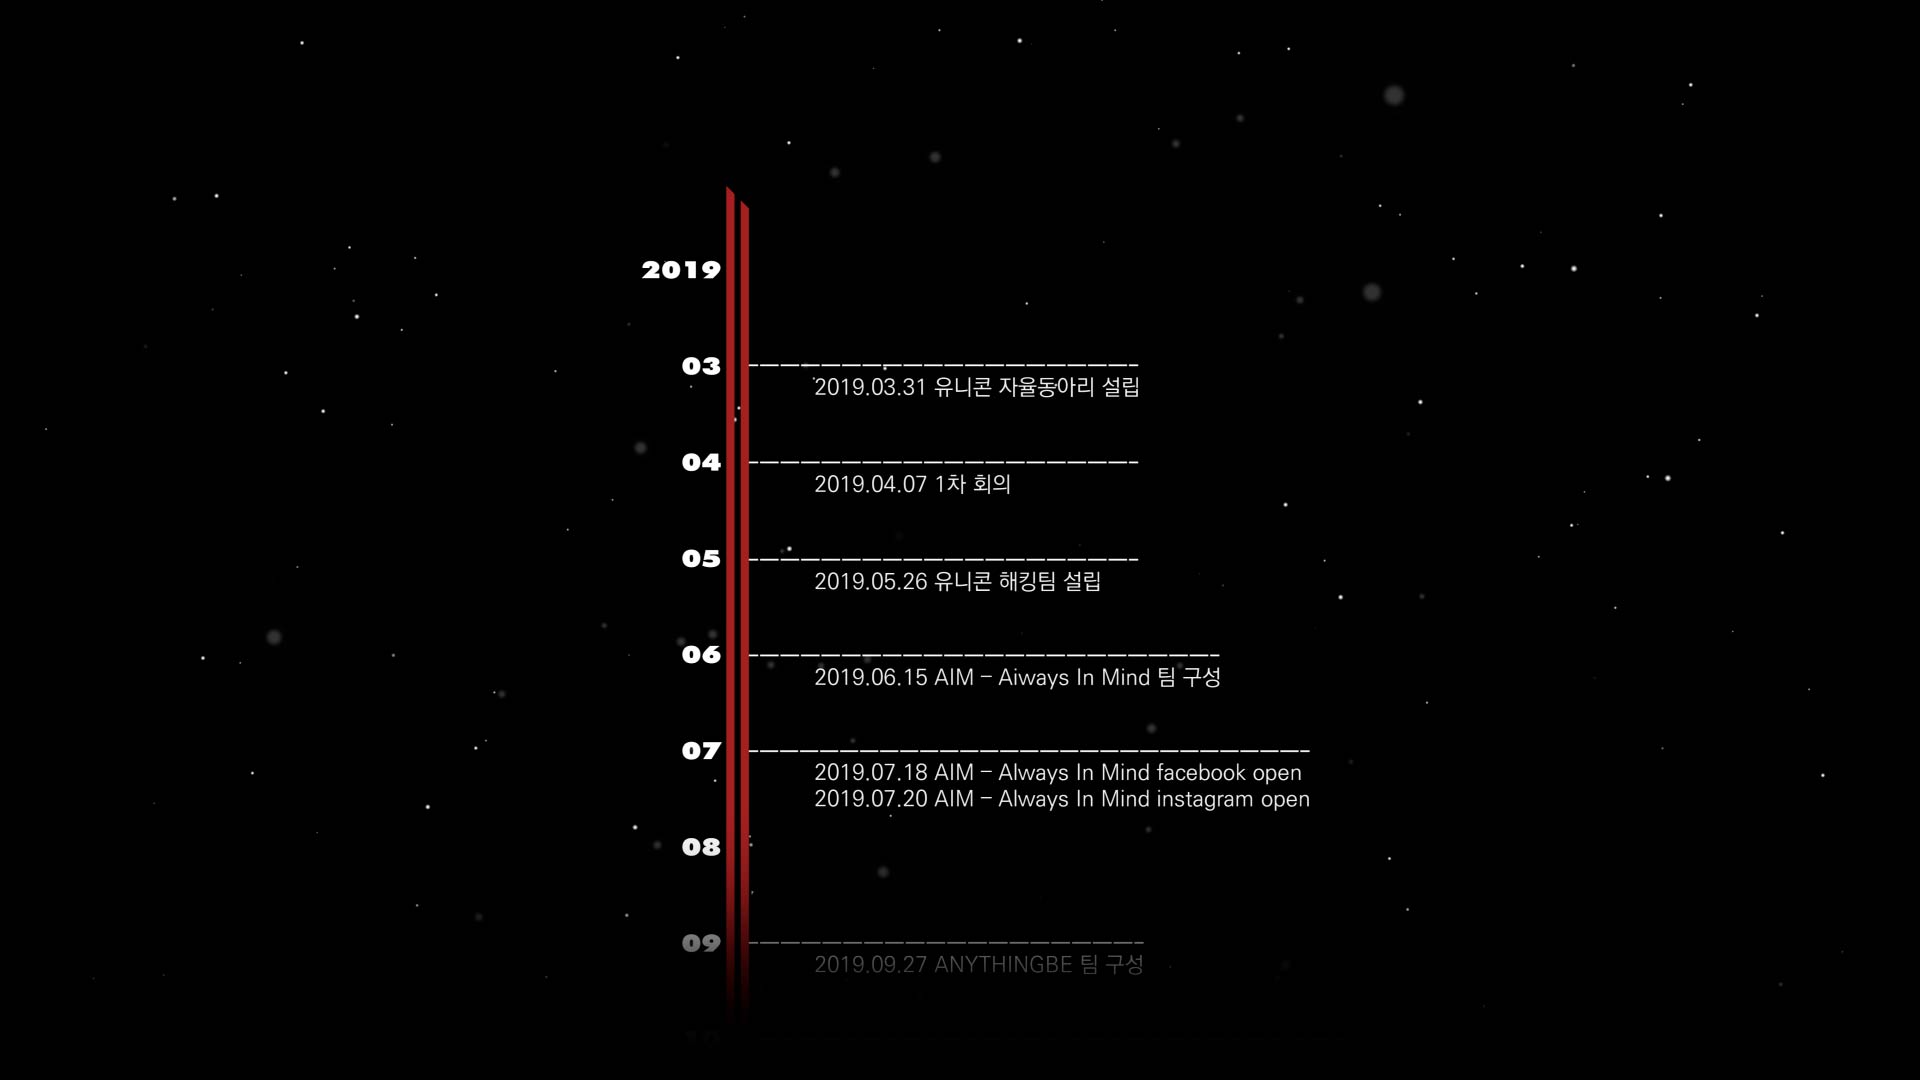 2019
03
2019.03.31 유니콘 자율동아리 설립
04
2019.04.07 1차 회의
05
2019.05.26 유니콘 해킹팀 설립
06
2019.06.15 AIM - Aiways In Mind 팀 구성
07
2019.07.18 AIM - Always In Mind facebook open
2019.07.20 AIM - Always In Mind instagram open
08
09
2019.09.27 ANYTHINGBE 팀 구성